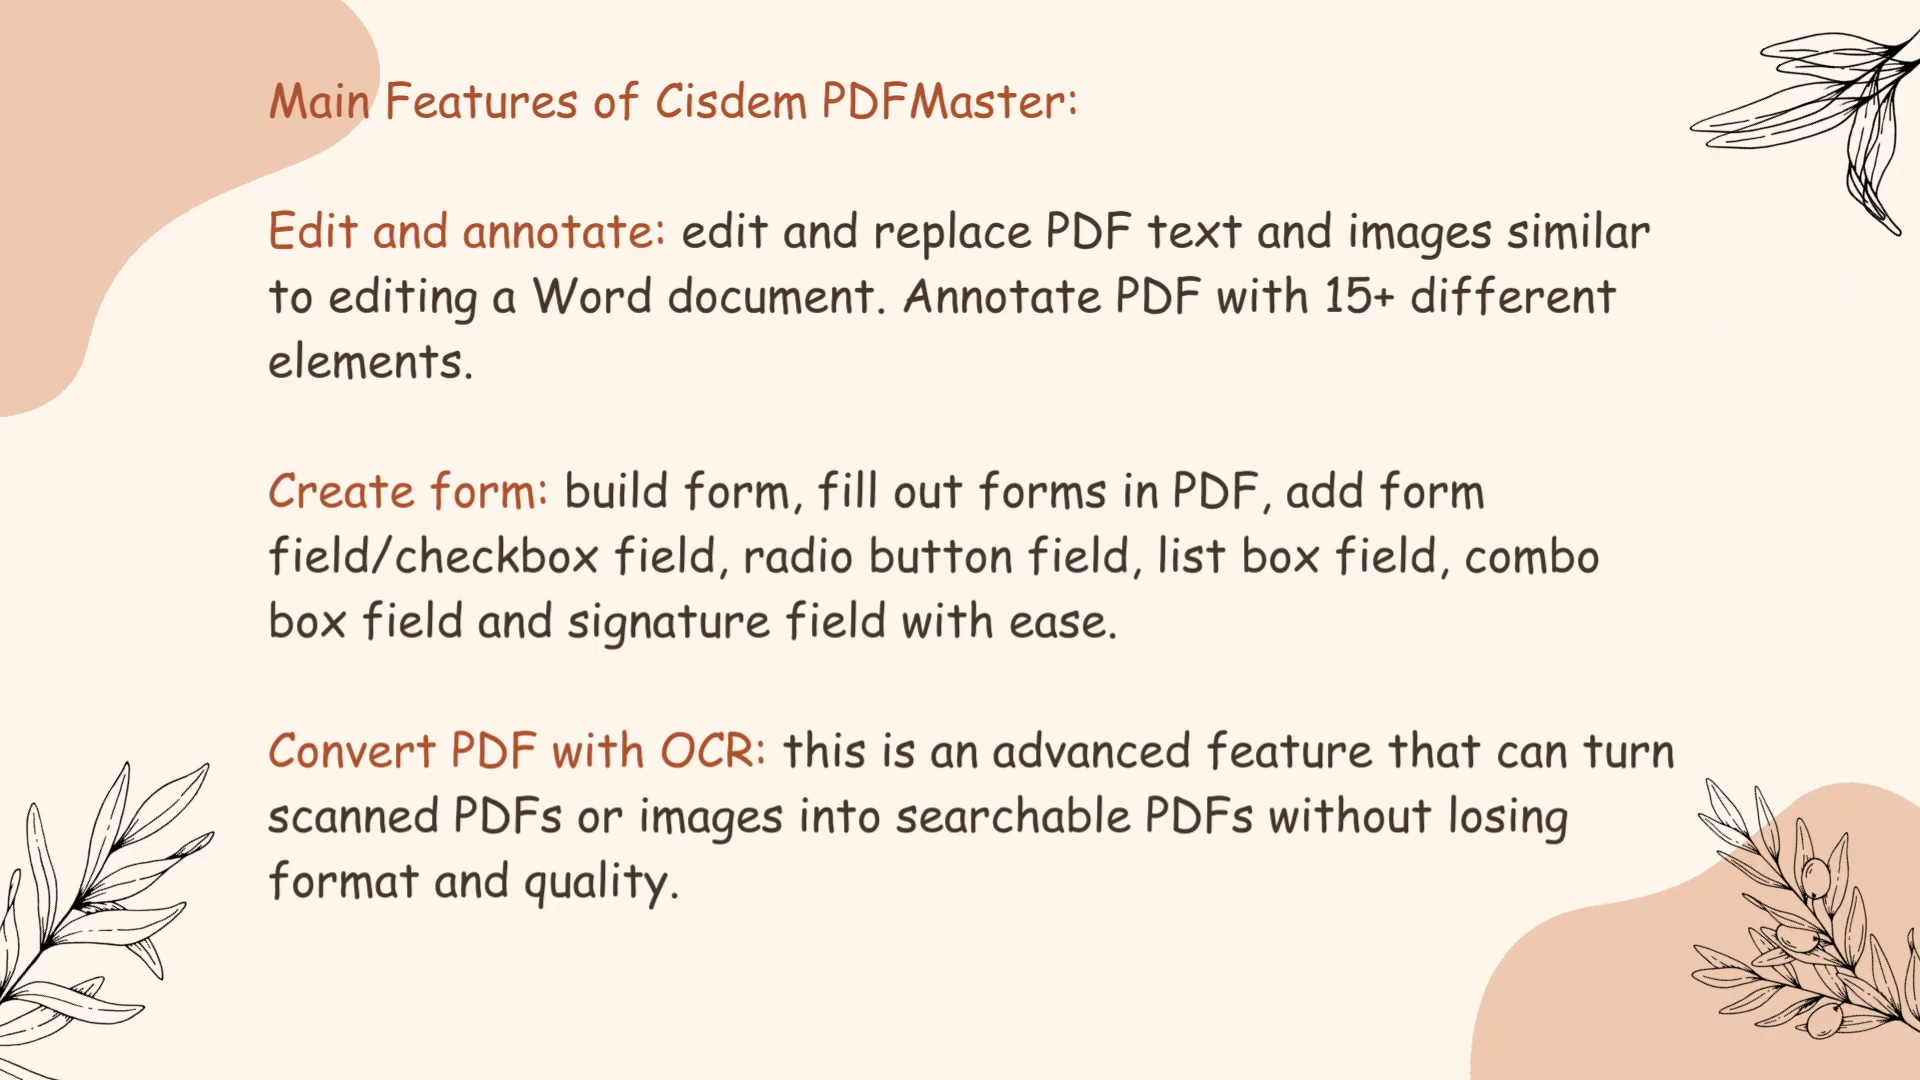 Main Features of Cisdem PDFMaster:
Edit and annotate: edit and replace PDF text and images similar
to editing a Word document. Annotate PDF with 15+ different
elements.
Create form: build form, fill out forms in PDF, add form
field/checkbox field, radio button field, list box field, combo
box field and signature field with ease.
Convert PDF with OCR: this is an advanced feature that can turn
scanned PDFs or images into searchable PDFs without losing
format and quality.